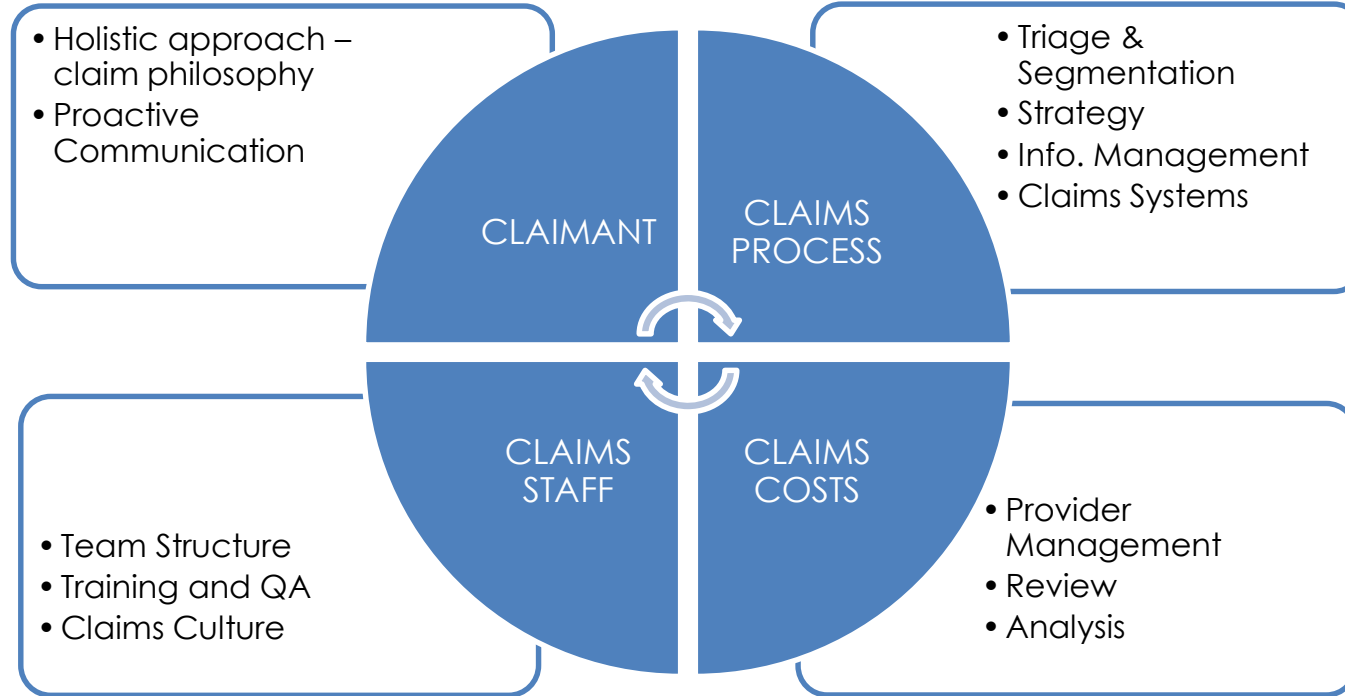 • Holistic approach –
claim philosophy
• Proactive
Communication
• Triage &
Segmentation
• Strategy
• Info. Management
• Claims Systems
CLAIMANT
CLAIMS
PROCESS
CLAIMS
STAFF
CLAIMS
COSTS
• Team Structure
• Training and QA
• Claims Culture
• Provider
Management
• Review
• Analysis